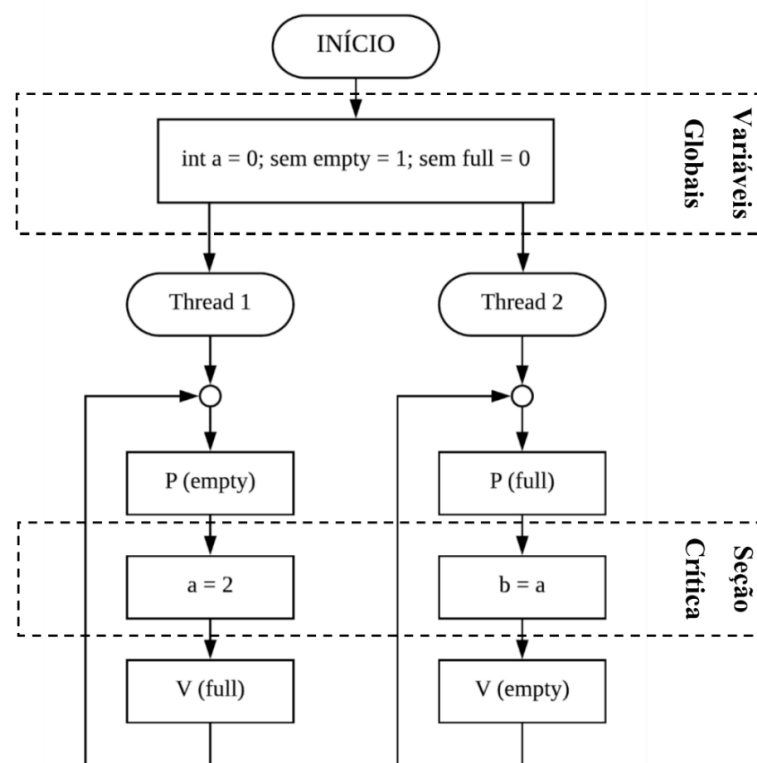 INÍCIO
Variáveis
Globais
int a = 0; sem empty = 1; sem full = 0
Thread 1
Thread 2
P (empty)
P (full)
Seção
Crítica
a = 2
b = a
V (full)
V (empty)